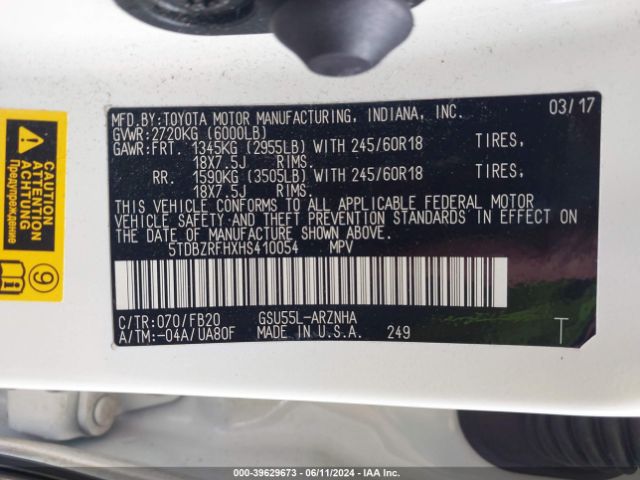 MFD.BY:TOYOTA MOTOR MANUFACTURING, INDIANA, INC. 03/17
GVWR:2720KG (6000LB)
GAWR:FRT. 1345KG (2955LB) WITH 245/60R18 TIRES,
18X7.5J RIMS.
RR. 1590KG (3505LB) WITH 245/60R18 TIRES,
18X7.5J RIMS.
THIS VEHICLE CONFORMS TO ALL APPLICABLE FEDERAL MOTOR
VEHICLE SAFETY AND THEFT PREVENTION STANDARDS IN EFFECT
ON THE DATE OF MANUFACTURE SHOWN ABOVE.
5TDBZRFHXHS410054 MPV
C/TR:070/FB20 GSU55L-ARZNHA
A/TM:-04A/UA80F MADE IN U.S.A. 249 T
Предупреждение
9
000-39629673 - 06/11/2024 - IAA Inc.